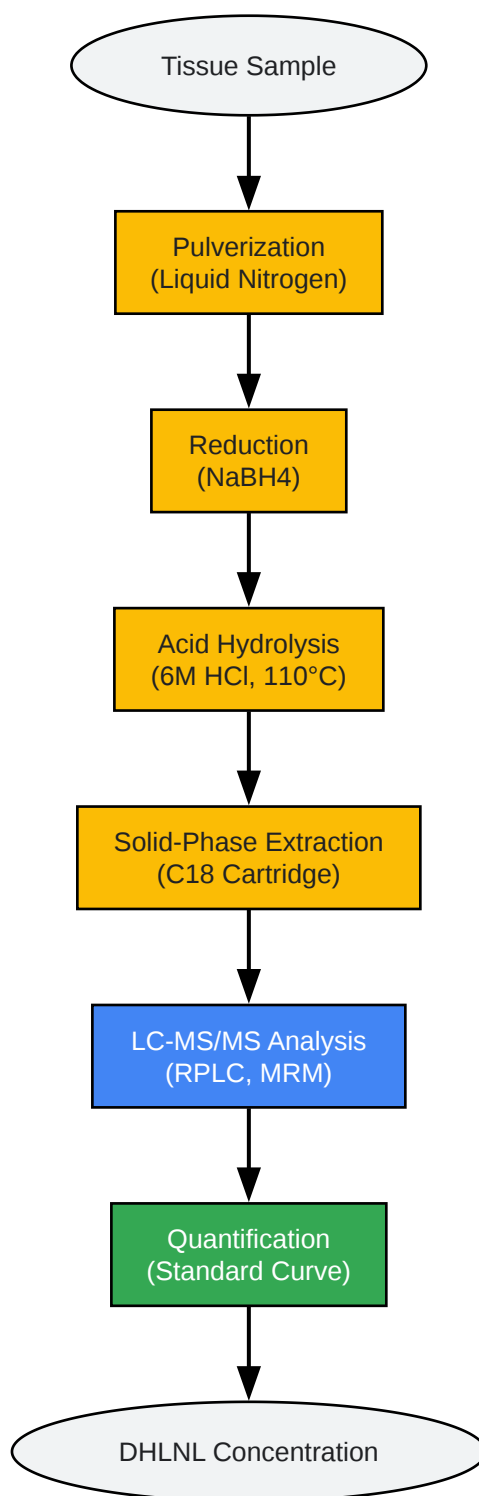 Tissue Sample
Pulverization
(Liquid Nitrogen)
Reduction
(NaBH4)
Acid Hydrolysis
(6M HCl, 110°C)
Solid-Phase Extraction
(C18 Cartridge)
LC-MS/MS Analysis
(RPLC, MRM)
Quantification
(Standard Curve)
DHLNL Concentration